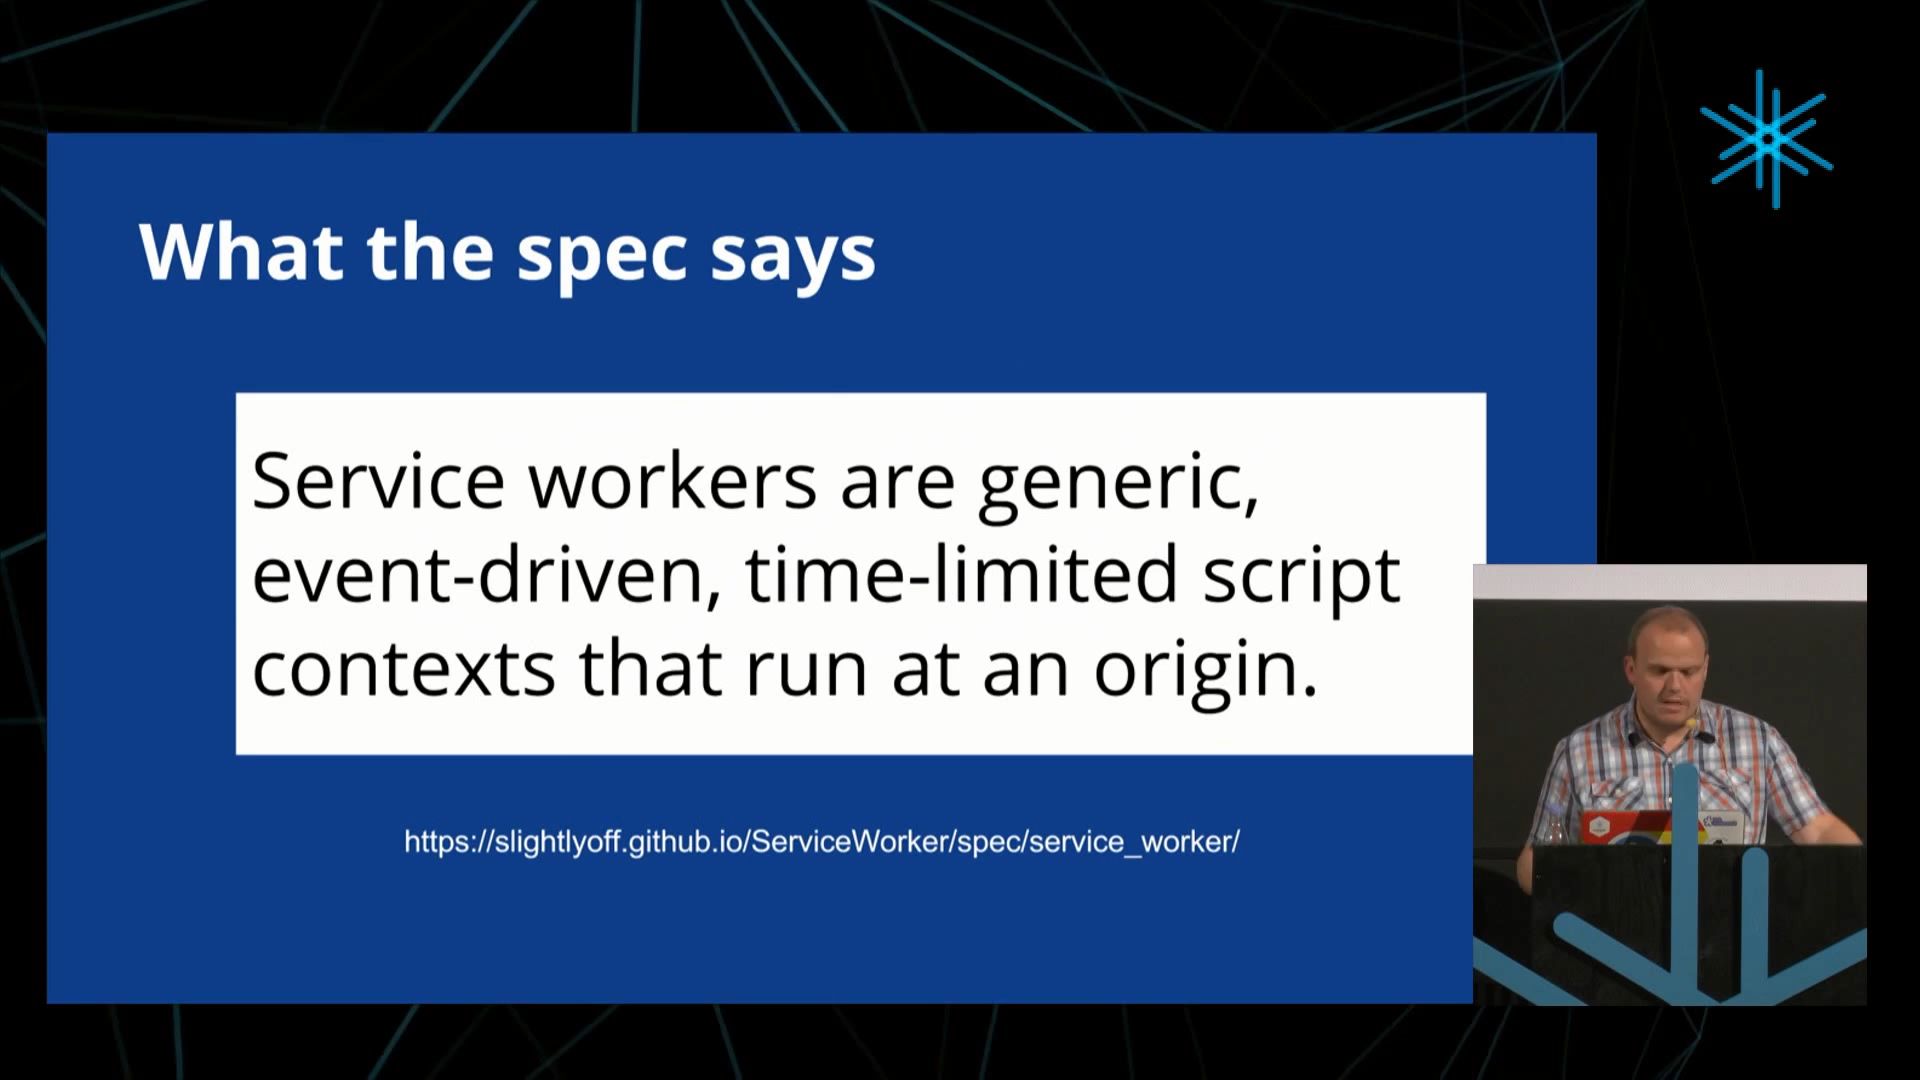 What the spec says
Service workers are generic,
event-driven, time-limited script
contexts that run at an origin.
https://slightlyoff.github.io/ServiceWorker/spec/service_worker/